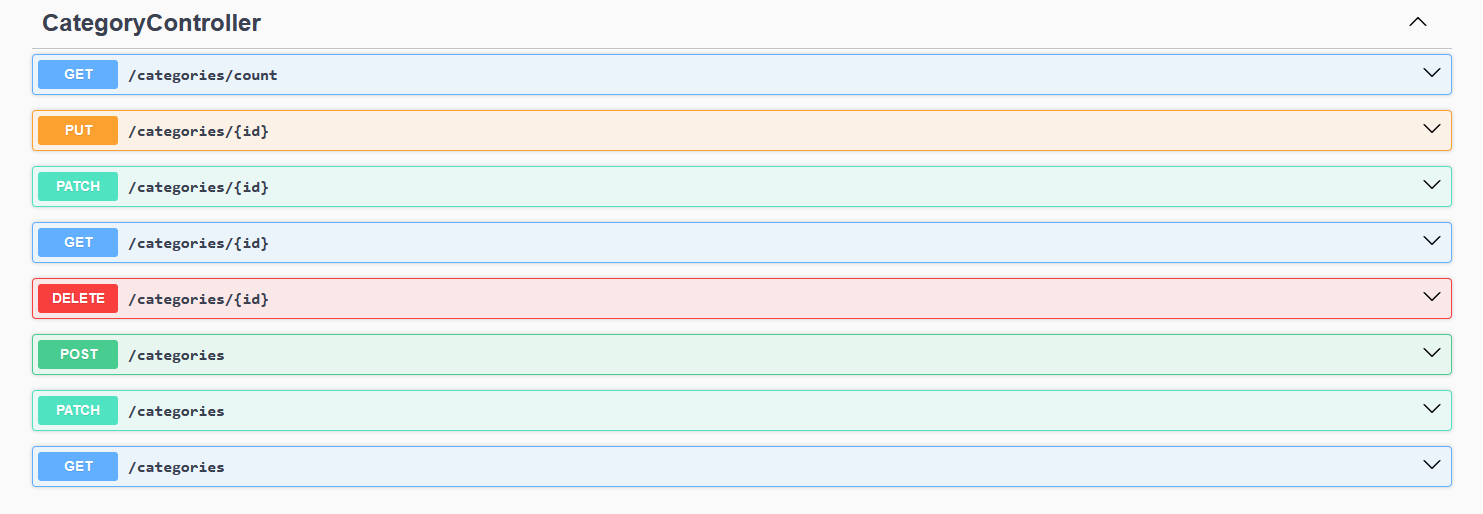 CategoryController
GET /categories/count
PUT /categories/{id}
PATCH /categories/{id}
GET /categories/{id}
DELETE /categories/{id}
POST /categories
PATCH /categories
GET /categories